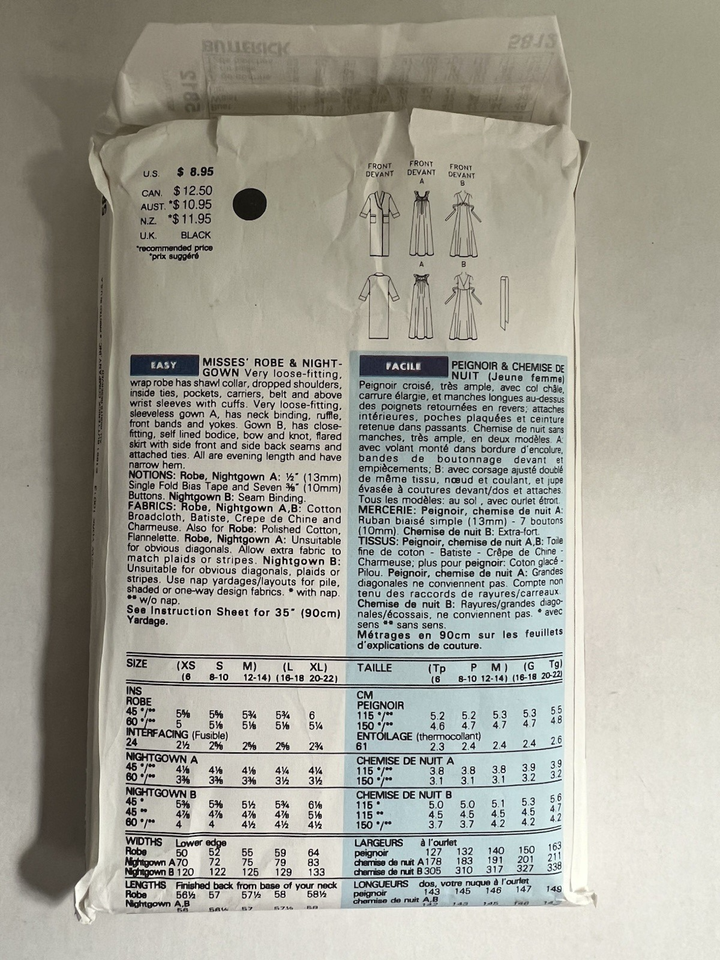 BUTTERICK
5812
5812
U.S. $ 8.95
CAN. $ 12.50
AUST. *$ 10.95
N.Z. *$ 11.95
U.K. BLACK
*recommended price
*prix suggéré
FRONT DEVANT
FRONT DEVANT A
FRONT DEVANT B
A
B
EASY MISSES' ROBE & NIGHT-
GOWN Very loose-fitting,
wrap robe has shawl collar, dropped shoulders,
inside ties, pockets, carriers, belt and above
wrist sleeves with cuffs. Very loose-fitting,
sleeveless gown A, has neck binding, ruffle,
front bands and yokes. Gown B, has close-
fitting, self lined bodice, bow and knot, flared
skirt with side front and side back seams and
attached ties. All are evening length and have
narrow hem.
NOTIONS: Robe, Nightgown A: ½" (13mm)
Single Fold Bias Tape and Seven ⅜" (10mm)
Buttons. Nightgown B: Seam Binding.
FABRICS: Robe, Nightgown A,B: Cotton
Broadcloth, Batiste, Crepe de Chine and
Charmeuse. Also for Robe: Polished Cotton,
Flannelette. Robe, Nightgown A: Unsuitable
for obvious diagonals. Allow extra fabric to
match plaids or stripes. Nightgown B:
Unsuitable for obvious diagonals, plaids or
stripes. Use nap yardages/layouts for pile,
shaded or one-way design fabrics. * with nap.
** w/o nap.
See Instruction Sheet for 35" (90cm)
Yardage.
FACILE PEIGNOIR & CHEMISE DE
NUIT (Jeune femme)
Peignoir croisé, très ample, avec col châle,
carrure élargie, et manches longues au-dessus
des poignets retournées en revers; attaches
intérieures, poches plaquées et ceinture
retenue dans passants. Chemise de nuit sans
manches, très ample, en deux modèles. A:
avec volant monté dans bordure d'encolure,
bandes de boutonnage devant et
empiècements; B: avec corsage ajusté doublé
de même tissu, nœud et coulant, et jupe
évasée à coutures devant/dos et attaches.
Tous les modèles: au sol, avec ourlet étroit.
MERCERIE: Peignoir, chemise de nuit A:
Ruban biaisé simple (13mm) - 7 boutons
(10mm) Chemise de nuit B: Extra-fort.
TISSUS: Peignoir, chemise de nuit A,B: Toile
fine de coton - Batiste - Crêpe de Chine -
Charmeuse; plus pour peignoir: Coton glacé -
Pilou. Peignoir, chemise de nuit A: Grandes
diagonales ne conviennent pas. Compte non
tenu des raccords de rayures/carreaux.
Chemise de nuit B: Rayures/grandes diago-
nales/écossais, ne conviennent pas. * avec
sens ** sans sens.
Métrages en 90cm sur les feuillets
d'explications de couture.
SIZE (XS S M) (L XL)
(6 8-10 12-14) (16-18 20-22)
INS
ROBE
45 */** 5⅝ 5⅝ 5¾ 5¾ 6
60 */** 5 5⅛ 5⅛ 5⅛ 5¼
INTERFACING (Fusible)
24 2½ 2⅝ 2⅝ 2⅝ 2¾
NIGHTGOWN A
45 */** 4⅛ 4⅛ 4⅛ 4¼ 4¼
60 */** 3⅜ 3⅜ 3⅜ 3½ 3½
NIGHTGOWN B
45 * 5⅜ 5⅜ 5½ 5¾ 6⅛
45 ** 4⅞ 4⅞ 4⅞ 4⅞ 5⅛
60 */** 4 4 4½ 4½ 4½
WIDTHS Lower edge
Robe 50 52 55 59 64
Nightgown A 70 72 75 79 83
Nightgown B 120 122 125 129 133
LENGTHS Finished back from base of your neck
Robe 56½ 57 57½ 58 58½
Nightgown A,B
TAILLE (Tp P M) (G Tg)
(6 8-10 12-14) (16-18 20-22)
CM
PEIGNOIR
115 */** 5.2 5.2 5.3 5.3 5.5
150 */** 4.6 4.7 4.7 4.7 4.8
ENTOILAGE (thermocollant)
61 2.3 2.4 2.4 2.4 2.6
CHEMISE DE NUIT A
115 */** 3.8 3.8 3.8 3.9 3.9
150 */** 3.1 3.1 3.1 3.2 3.2
CHEMISE DE NUIT B
115 * 5.0 5.0 5.1 5.3 5.6
115 ** 4.5 4.5 4.5 4.5 4.7
150 */** 3.7 3.7 4.2 4.2 4.2
LARGEURS à l'ourlet
peignoir 127 132 140 150 163
chemise de nuit A 178 183 191 201 211
chemise de nuit B 305 310 317 327 338
LONGUEURS dos, votre nuque à l'ourlet
peignoir 143 145 146 147 149
chemise de nuit A,B